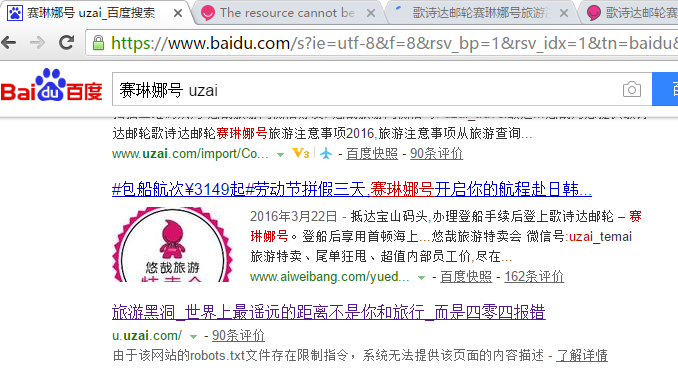 赛琳娜号 uzai_百度搜索
The resource cannot be
歌诗达邮轮赛琳娜号旅游
歌诗达邮轮赛
https://www.baidu.com/s?ie=utf-8&f=8&rsv_bp=1&rsv_idx=1&tn=baidu&
Bai du 百度
赛琳娜号 uzai
达邮轮歌诗达邮轮赛琳娜号旅游注意事项2016,旅游注意事项从旅游查询...
www.uzai.com/import/Co... V3 - 百度快照 - 90条评价
#包船航次¥3149起#劳动节拼假三天,赛琳娜号开启你的航程赴日韩...
2016年3月22日 - 抵达宝山码头,办理登船手续后登上歌诗达邮轮 – 赛
琳娜号。登船后享用首顿海上...悠哉旅游特卖会 微信号:uzai_temai
旅游特卖、尾单狂甩、超值内部员工价,尽在...
悠哉旅游
特卖会
www.aiweibang.com/yued... - 百度快照 - 162条评价
旅游黑洞_世界上最遥远的距离不是你和旅行_而是四零四报错
u.uzai.com/ - 90条评价
由于该网站的robots.txt文件存在限制指令，系统无法提供该页面的内容描述 - 了解详情